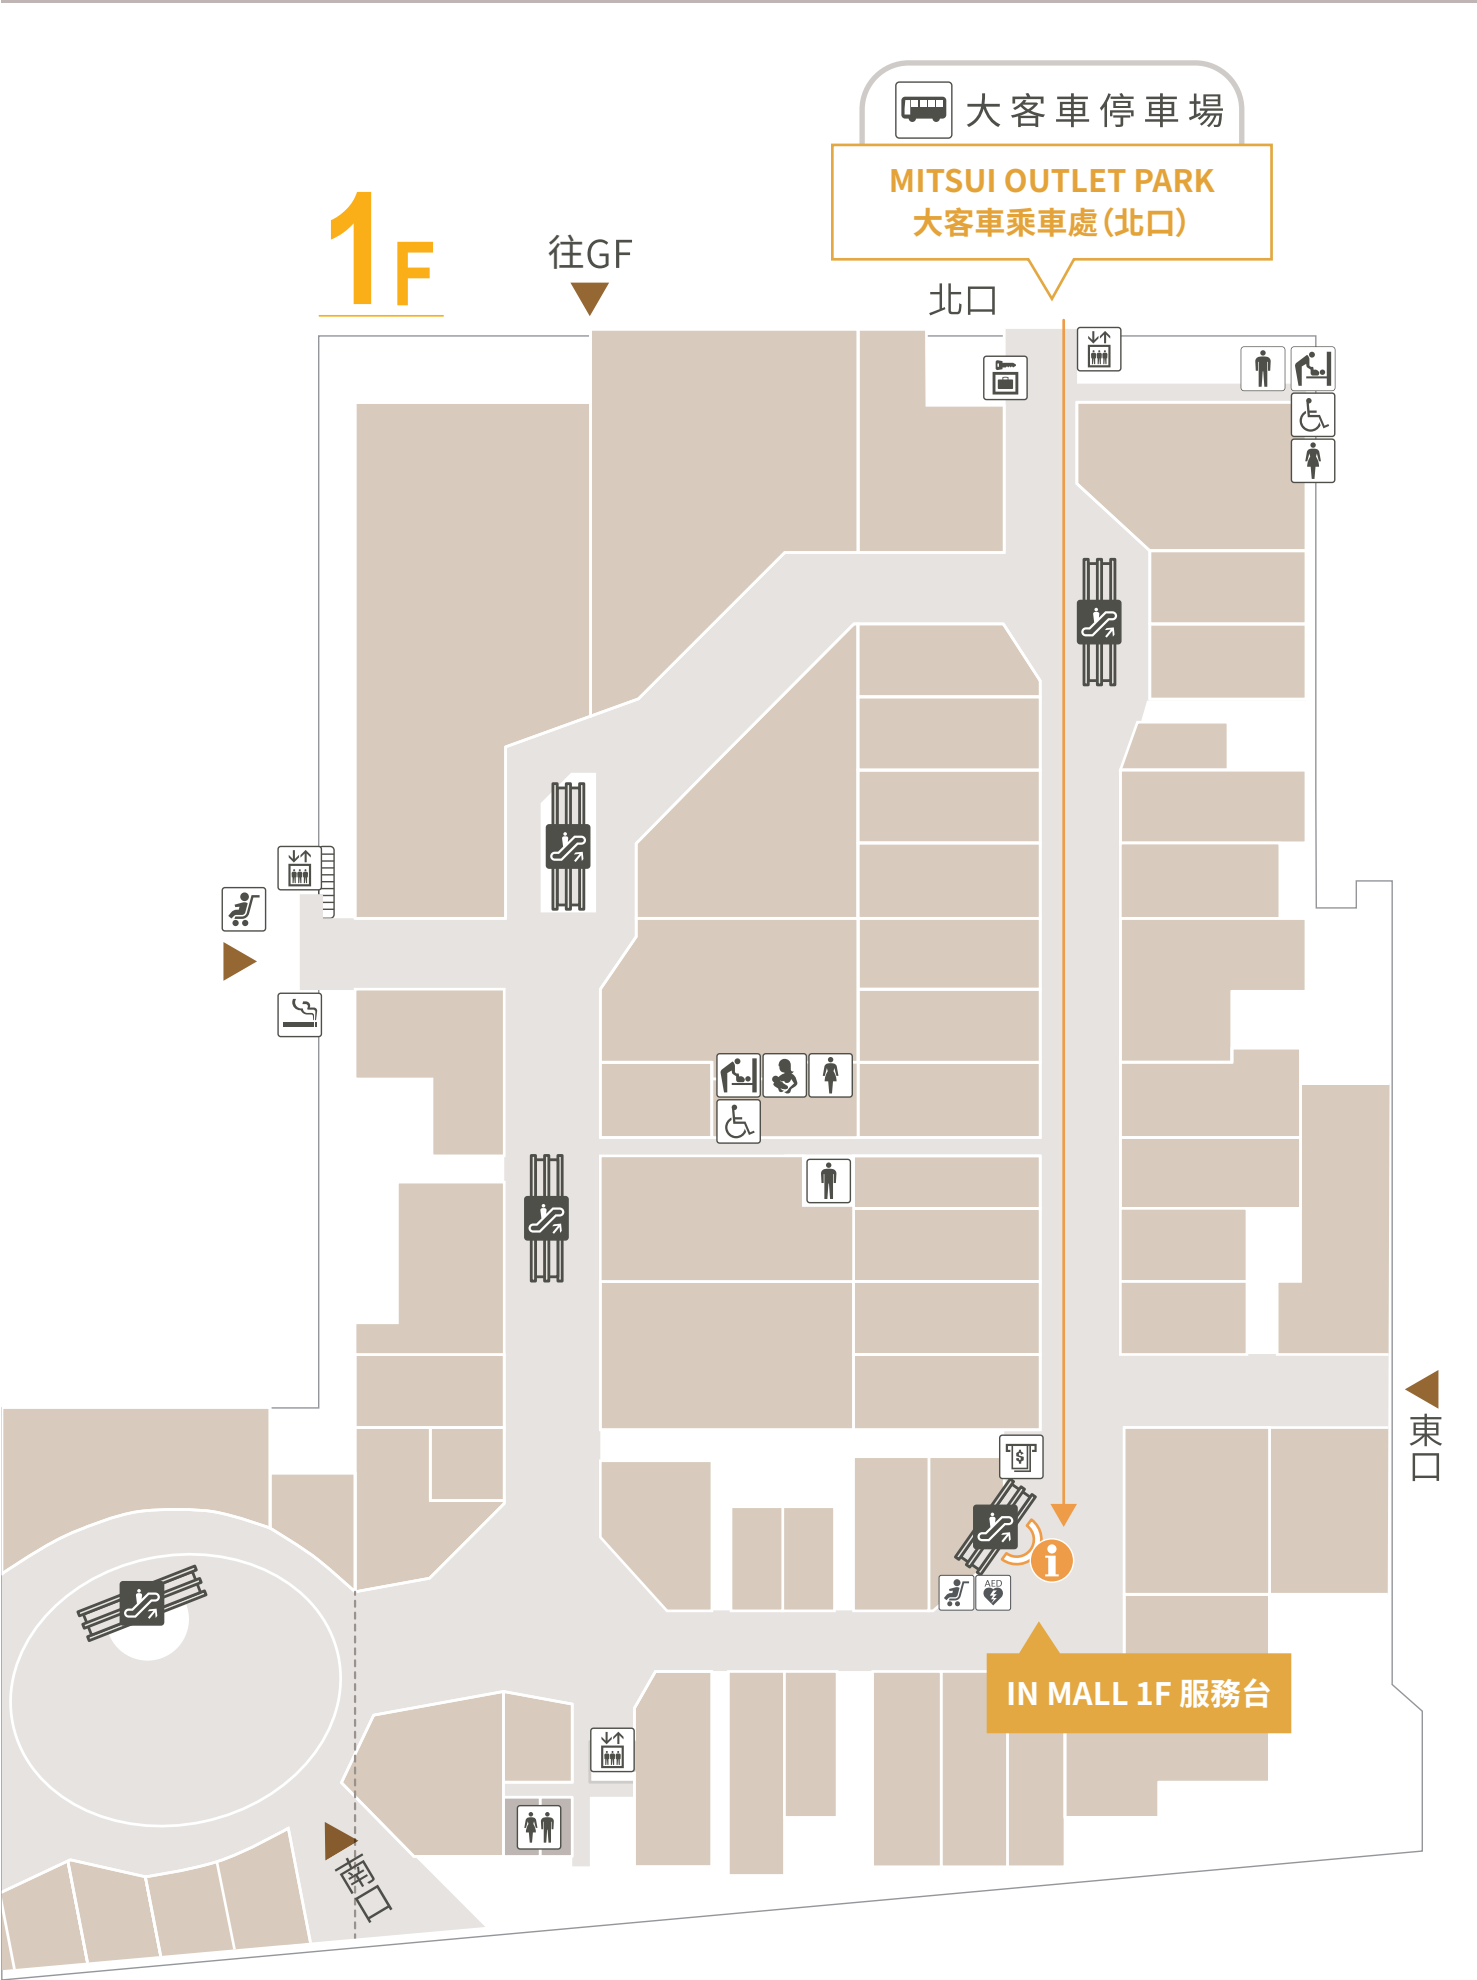 大客車停車場
MITSUI OUTLET PARK
大客車乘車處(北口)
1F
往GF
北口
東口
$
i
AED
IN MALL 1F 服務台
南口